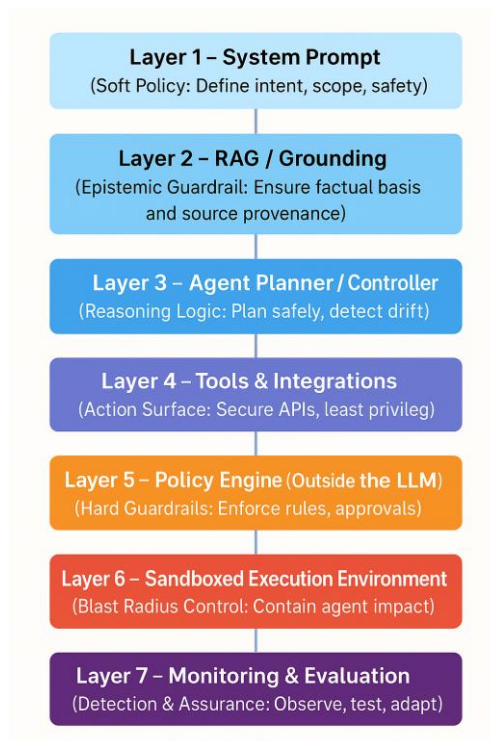 Layer 1 – System Prompt
(Soft Policy: Define intent, scope, safety)
Layer 2 – RAG / Grounding
(Epistemic Guardrail: Ensure factual basis
and source provenance)
Layer 3 – Agent Planner / Controller
(Reasoning Logic: Plan safely, detect drift)
Layer 4 – Tools & Integrations
(Action Surface: Secure APIs, least privileg)
Layer 5 – Policy Engine (Outside the LLM)
(Hard Guardrails: Enforce rules, approvals)
Layer 6 – Sandboxed Execution Environment
(Blast Radius Control: Contain agent impact)
Layer 7 – Monitoring & Evaluation
(Detection & Assurance: Observe, test, adapt)